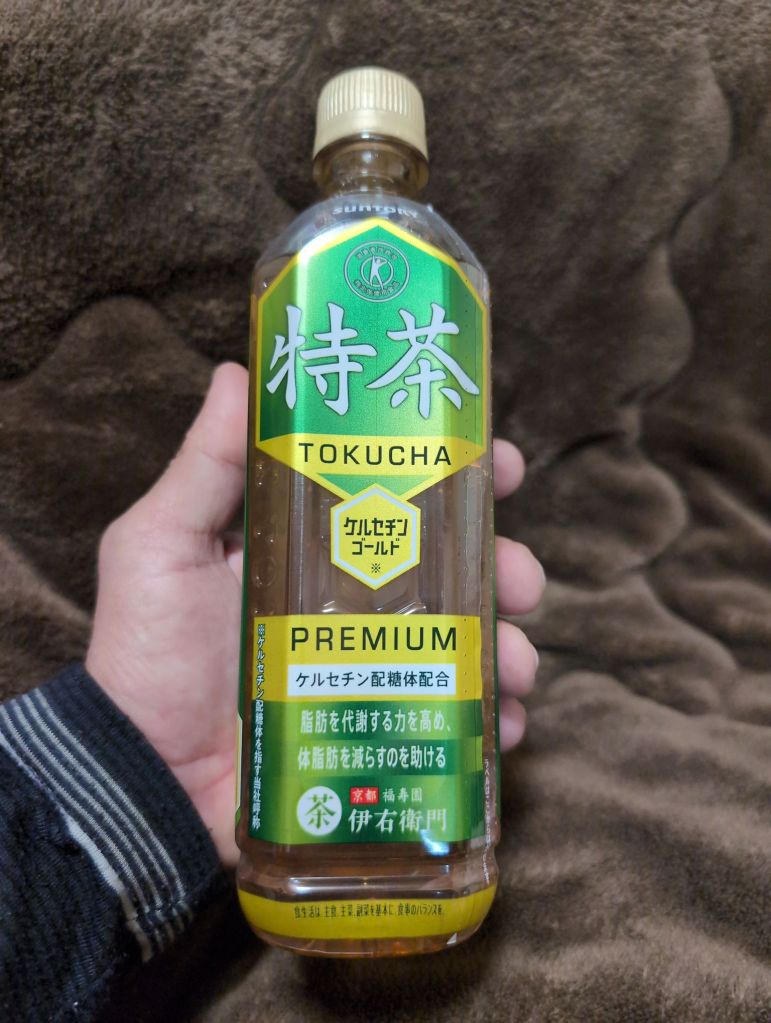 SUNTORY
特茶
TOKUCHA
ケルセチン
ゴールド
※
PREMIUM
ケルセチン配糖体配合
※ケルセチン配糖体を指す当社呼称
脂肪を代謝する力を高め、
体脂肪を減らすのを助ける
茶
京都 福寿園
伊右衛門
食生活は、主食、主菜、副菜を基本に、食事のバランスを。